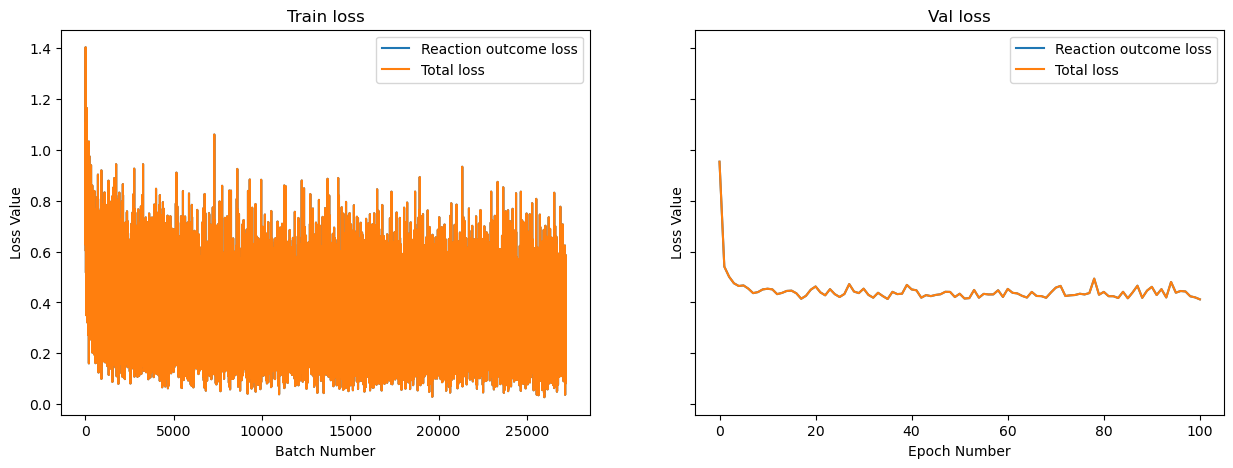 Train loss
Reaction outcome loss
Total loss
1.4
1.2
1.0
0.8
0.6
0.4
0.2
0.0
Loss Value
0
5000
10000
15000
20000
25000
Batch Number
Val loss
Reaction outcome loss
Total loss
Loss Value
0
20
40
60
80
100
Epoch Number